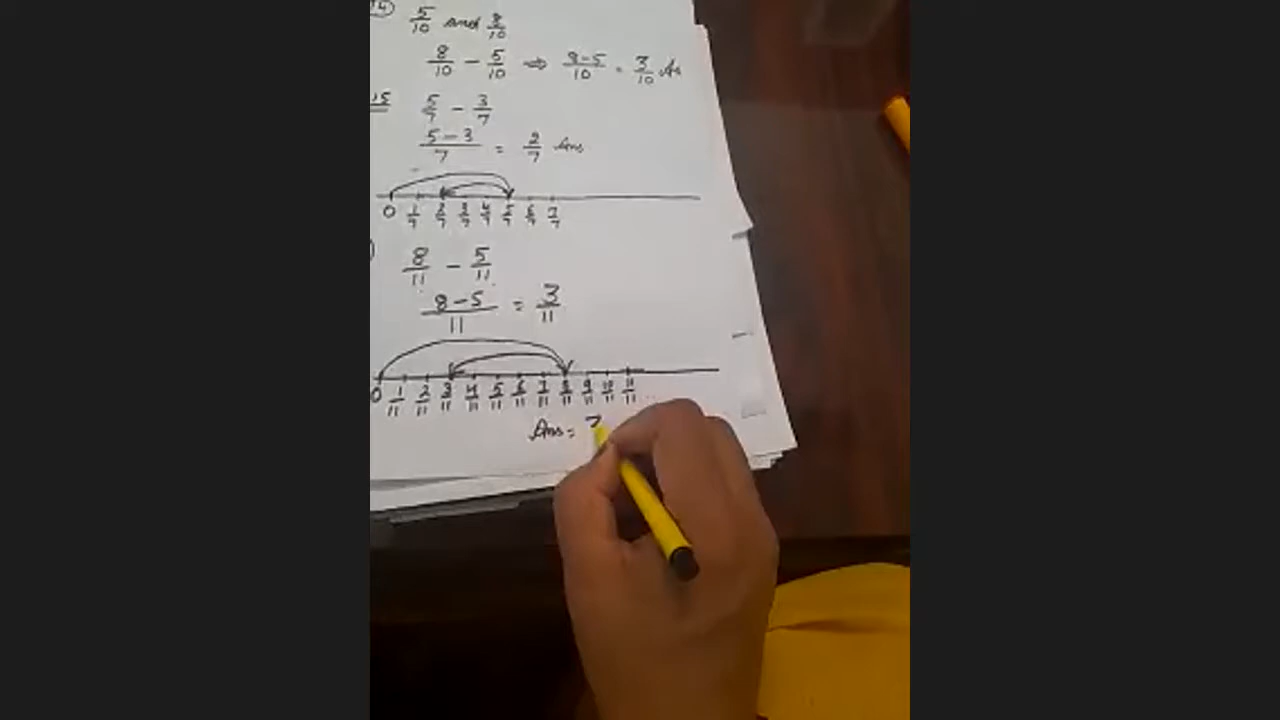 14 5/10 and 8/10
8/10 - 5/10 ⇒ 8-5/10 = 3/10 As
15 5/7 - 3/7
5-3/7 = 2/7 Ans
0 1/7 2/7 3/7 4/7 5/7 6/7 7/7
8/11 - 5/11
8-5/11 = 3/11
0 1/11 2/11 3/11 4/11 5/11 6/11 7/11 8/11 9/11 10/11 11/11
Ans =